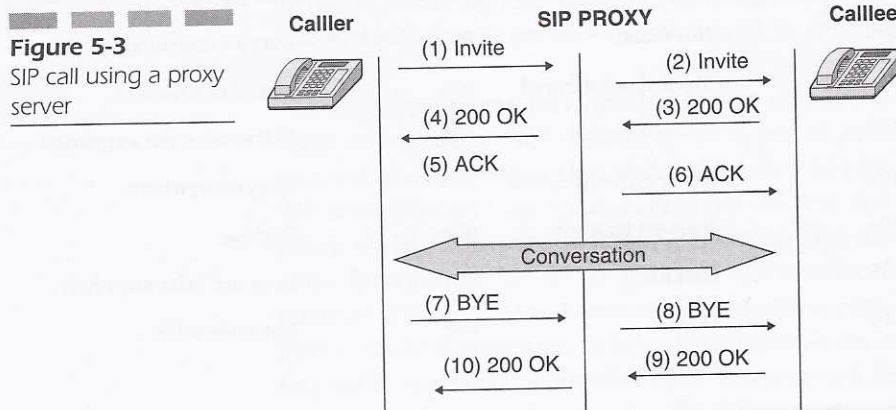 Figure 5-3
SIP call using a proxy
server
Calller
SIP PROXY
Calllee
(1) Invite
(2) Invite
(3) 200 OK
(4) 200 OK
(5) ACK
(6) ACK
Conversation
(7) BYE
(8) BYE
(9) 200 OK
(10) 200 OK